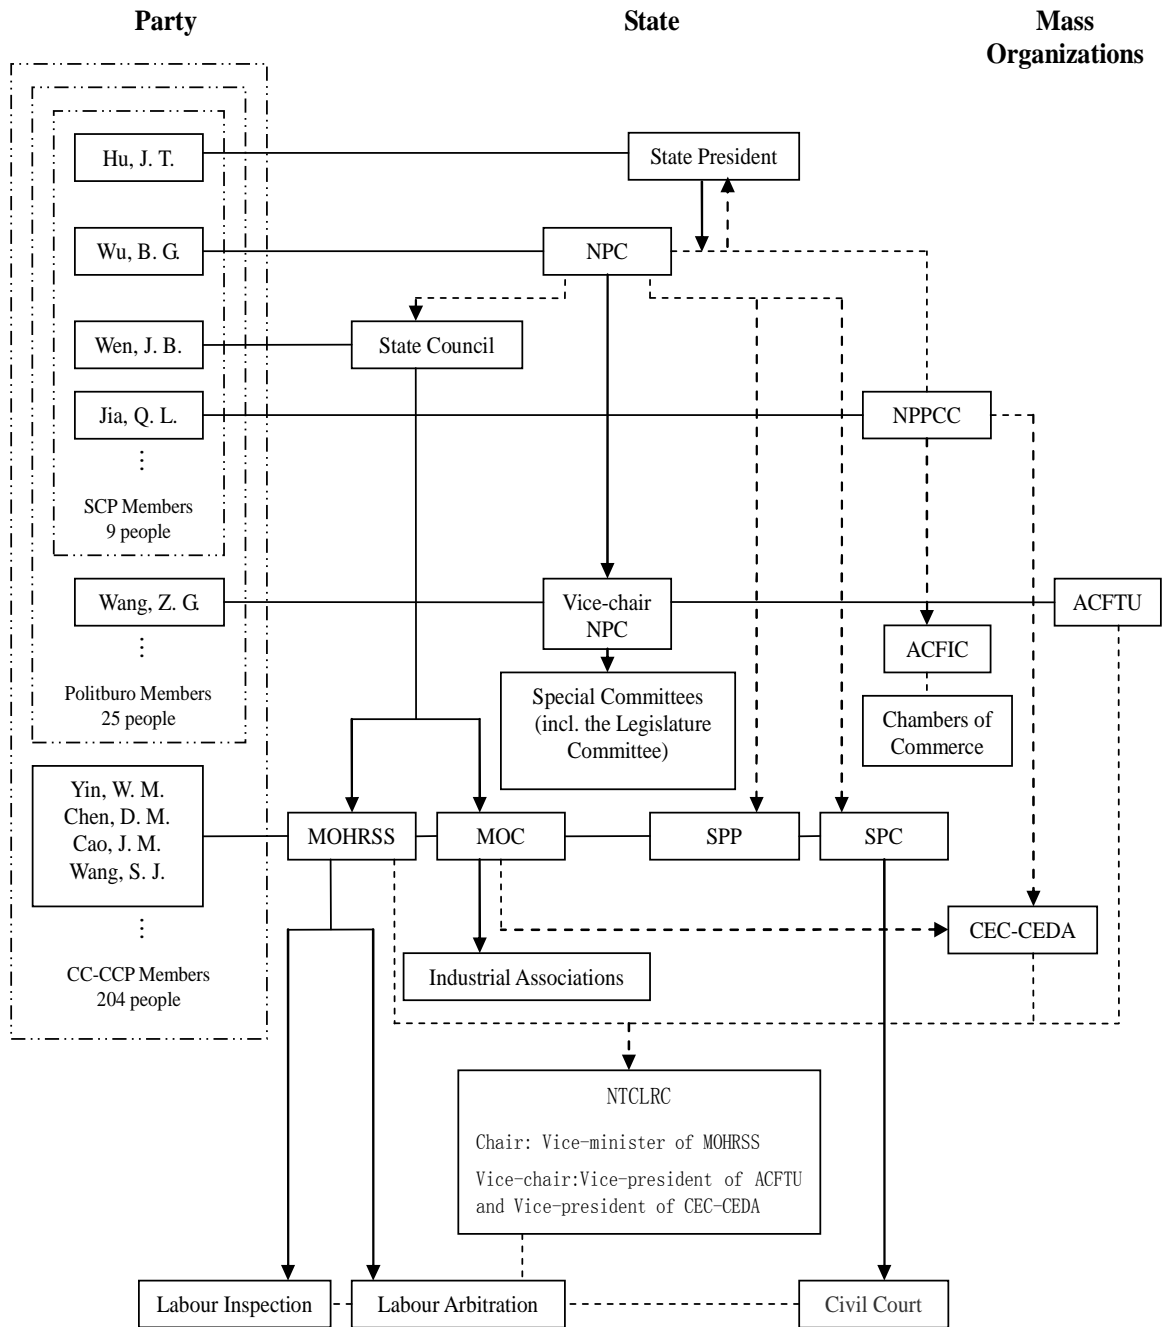 Party
State
Mass
Organizations
Hu, J. T.
State President
Wu, B. G.
NPC
Wen, J. B.
State Council
Jia, Q. L.
NPPCC
⋮
SCP Members
9 people
Wang, Z. G.
Vice-chair
NPC
ACFTU
ACFIC
⋮
Politburo Members
25 people
Special Committees
(incl. the Legislature
Committee)
Chambers of
Commerce
Yin, W. M.
Chen, D. M.
Cao, J. M.
Wang, S. J.
MOHRSS
MOC
SPP
SPC
⋮
CC-CCP Members
204 people
CEC-CEDA
Industrial Associations
NTCLRC
Chair: Vice-minister of MOHRSS
Vice-chair:Vice-president of ACFTU
and Vice-president of CEC-CEDA
Labour Inspection
Labour Arbitration
Civil Court